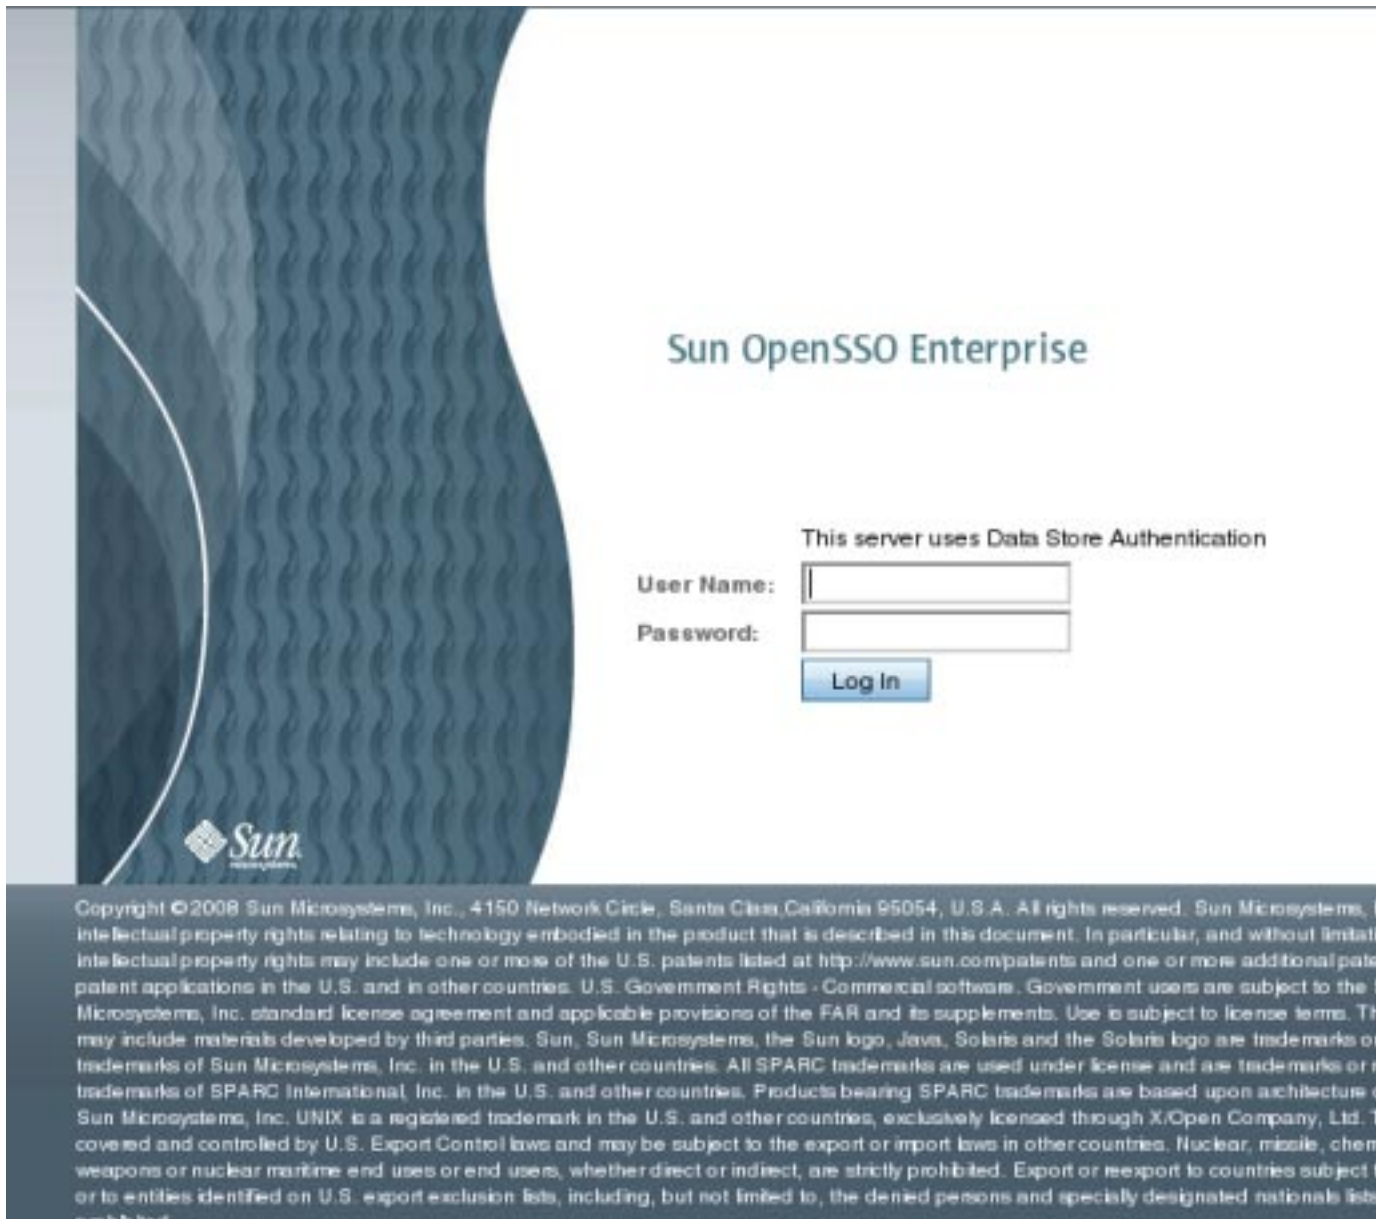 Sun OpenSSO Enterprise
This server uses Data Store Authentication
User Name:
Password:
Log In
Sun
microsystems
Copyright © 2008 Sun Microsystems, Inc., 4150 Network Circle, Santa Clara,California 95054, U.S.A. All rights reserved. Sun Microsystems,
intellectual property rights relating to technology embodied in the product that is described in this document. In particular, and without
intellectual property rights may include one or more of the U.S. patents listed at http://www.sun.com/patents and one or more additional
patent applications in the U.S. and in other countries. U.S. Government Rights - Commercial software. Government users are subject to the
Microsystems, Inc. standard license agreement and applicable provisions of the FAR and its supplements. Use is subject to license terms.
may include materials developed by third parties. Sun, Sun Microsystems, the Sun logo, Java, Solaris and the Solaris logo are trademarks
trademarks of Sun Microsystems, Inc. in the U.S. and other countries. All SPARC trademarks are used under license and are trademarks or
trademarks of SPARC International, Inc. in the U.S. and other countries. Products bearing SPARC trademarks are based upon architecture
Sun Microsystems, Inc. UNIX is a registered trademark in the U.S. and other countries, exclusively licensed through X/Open Company, Ltd.
covered and controlled by U.S. Export Control laws and may be subject to the export or import laws in other countries. Nuclear, missile,
weapons or nuclear maritime end uses or end users, whether direct or indirect, are strictly prohibited. Export or reexport to countries subject
or to entities identified on U.S. export exclusion lists, including, but not limited to, the denied persons and specially designated nationals lists